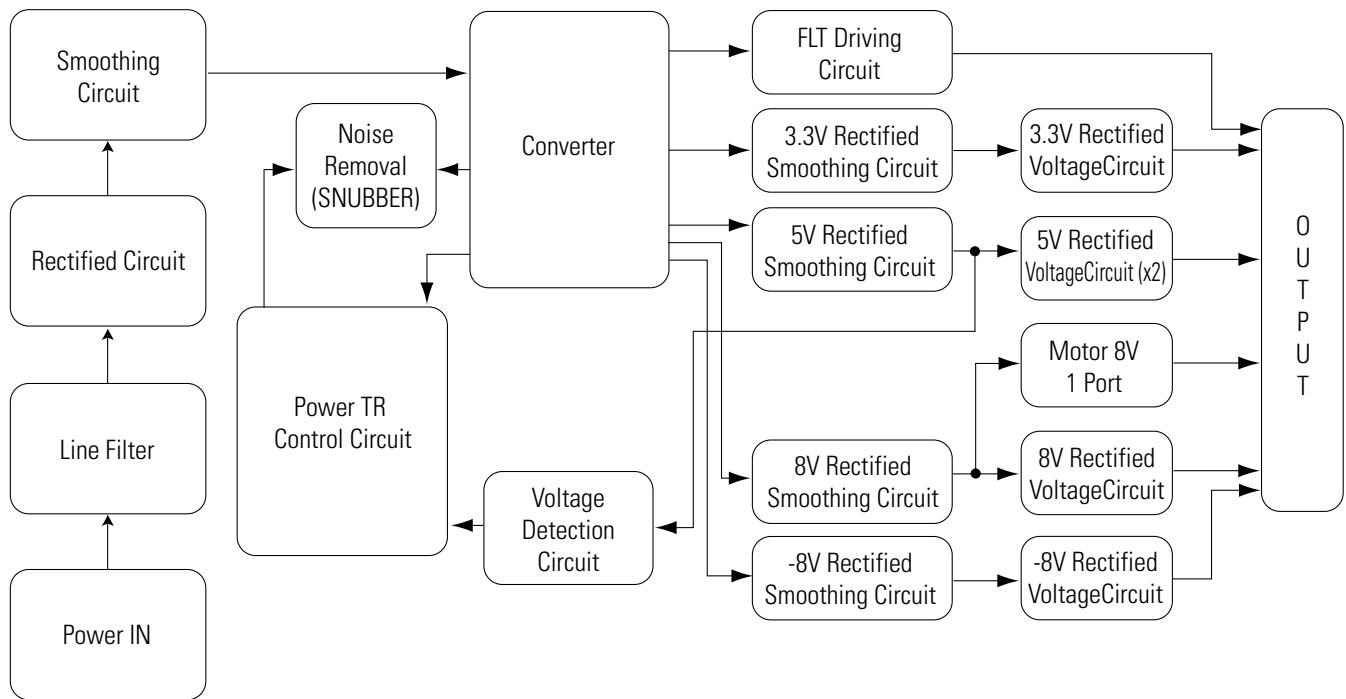 Smoothing
Circuit
Rectified Circuit
Line Filter
Power IN
Noise
Removal
(SNUBBER)
Power TR
Control Circuit
Converter
Voltage
Detection
Circuit
FLT Driving
Circuit
3.3V Rectified
Smoothing Circuit
5V Rectified
Smoothing Circuit
8V Rectified
Smoothing Circuit
-8V Rectified
Smoothing Circuit
3.3V Rectified
VoltageCircuit
5V Rectified
VoltageCircuit (x2)
Motor 8V
1 Port
8V Rectified
VoltageCircuit
-8V Rectified
VoltageCircuit
OUTPUT